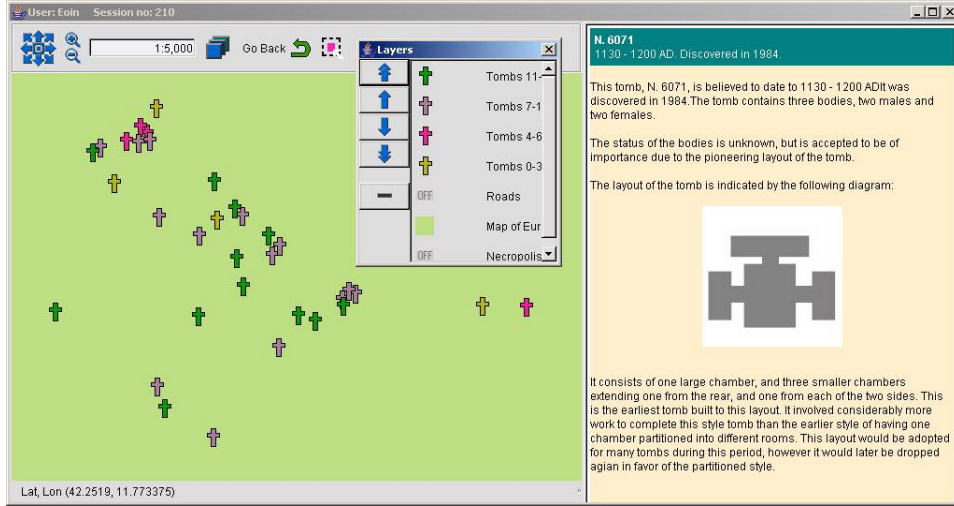 User: Eoin Session no: 210
1:5,000
Go Back
Layers
Tombs 11-
Tombs 7-1
Tombs 4-6
Tombs 0-3
OFF Roads
Map of Eur
OFF Necropolis
Lat, Lon (42.2519, 11.773375)
N. 6071
1130 - 1200 AD. Discovered in 1984.
This tomb, N. 6071, is believed to date to 1130 - 1200 ADIt was
discovered in 1984.The tomb contains three bodies, two males and
two females.
The status of the bodies is unknown, but is accepted to be of
importance due to the pioneering layout of the tomb.
The layout of the tomb is indicated by the following diagram:
It consists of one large chamber, and three smaller chambers
extending one from the rear, and one from each of the two sides. This
is the earliest tomb built to this layout. It involved considerably more
work to complete this style tomb than the earlier style of having one
chamber partitioned into different rooms. This layout would be adopted
for many tombs during this period, however it would later be dropped
agian in favor of the partitioned style.